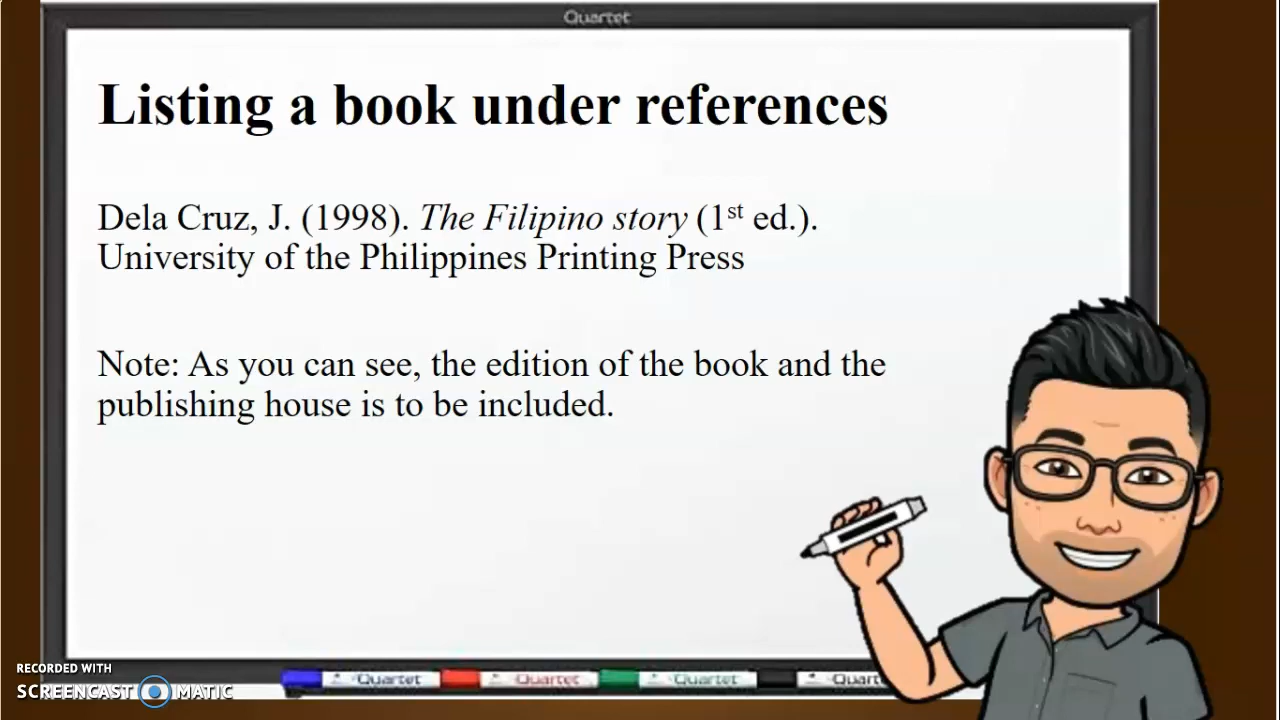 Quartet
Listing a book under references
Dela Cruz, J. (1998). The Filipino story (1st ed.).
University of the Philippines Printing Press
Note: As you can see, the edition of the book and the
publishing house is to be included.
RECORDED WITH
SCREENCAST MATIC
Quartet Quartet Quartet Quart